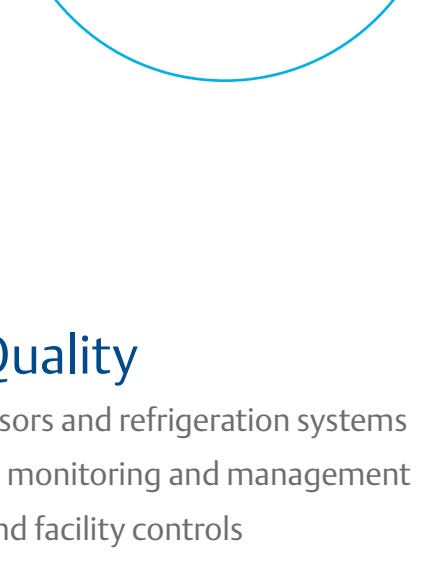 Quality
sors and refrigeration systems
monitoring and management
nd facility controls